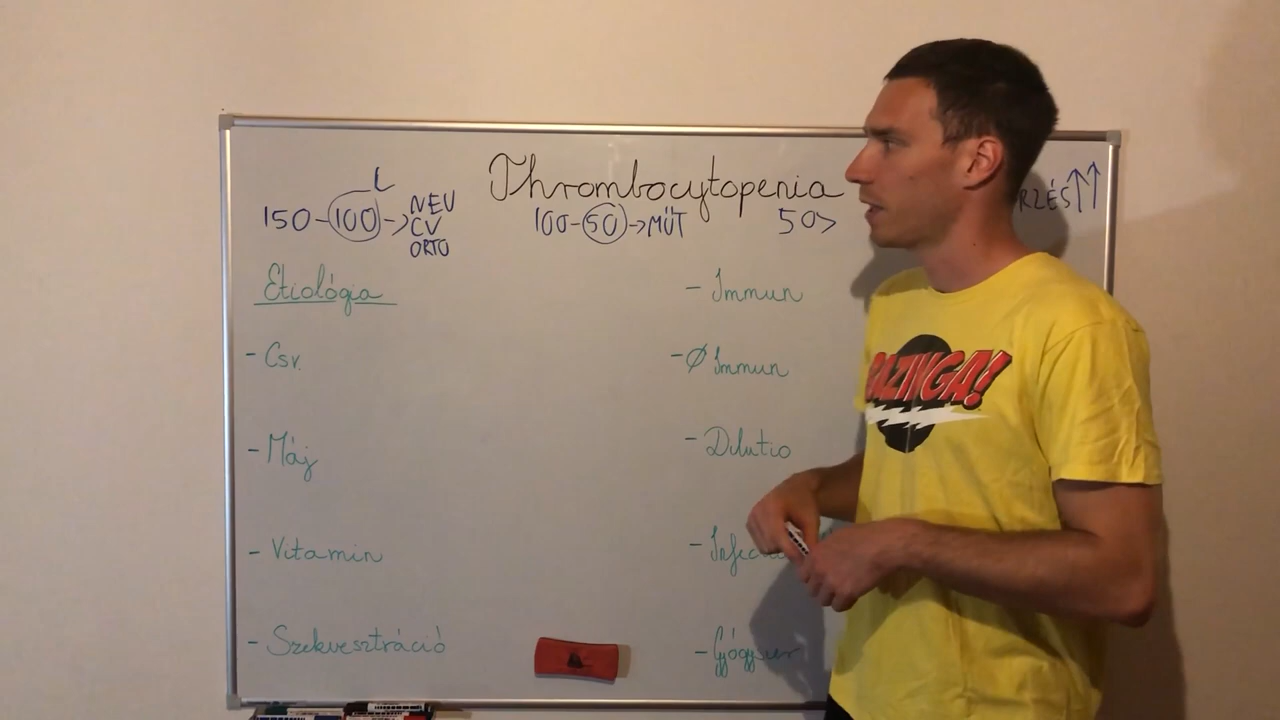 Thrombocytopenia
L
150-100→NEU
CV
ORTO
100-50→MŰT
50>
RZÉS↑↑
Etiológia
- Immun
- Csv.
- Ø Immun
- Máj
- Dilutio
- Vitamin
- Szekvesztráció
- Gyógyszer
BAZINGA!